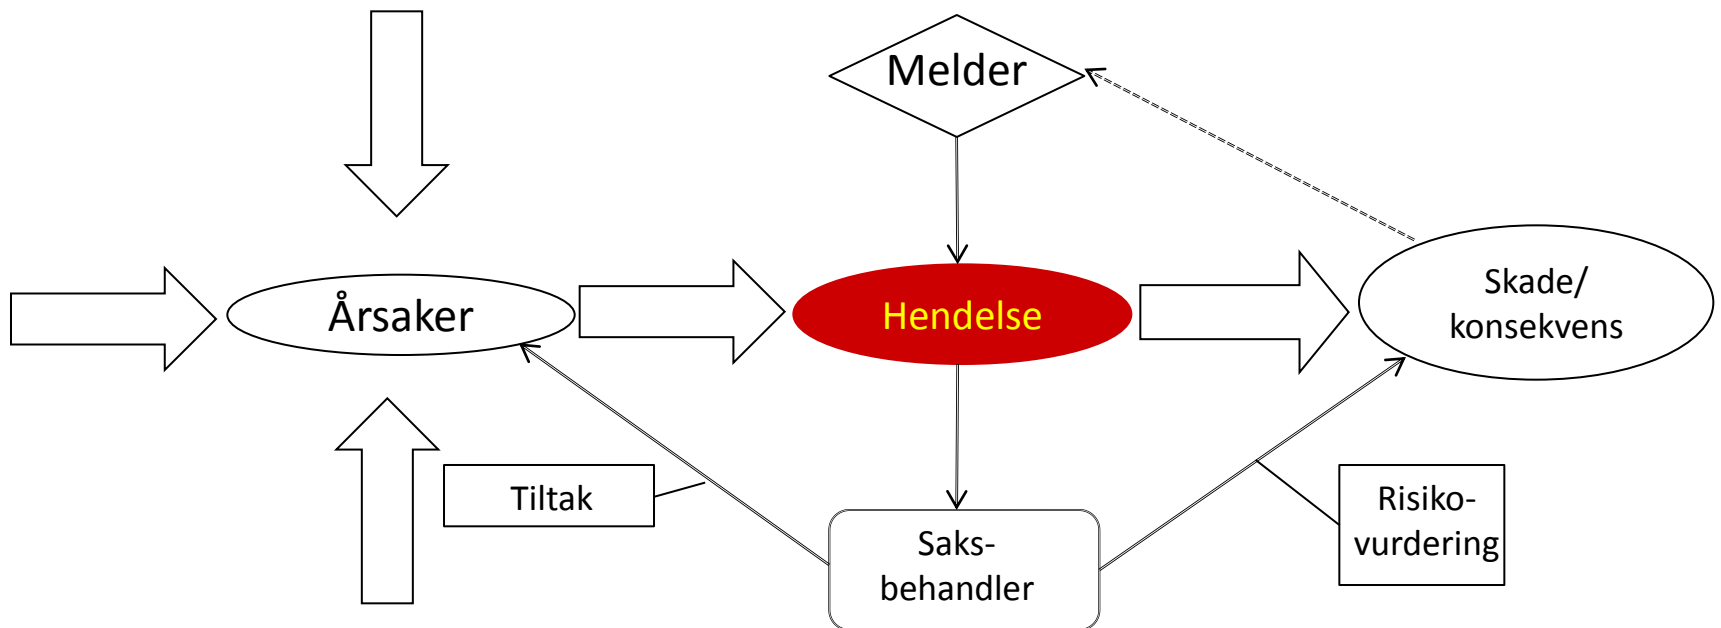 Melder
Årsaker
Hendelse
Skade/
konsekvens
Tiltak
Saks-
behandler
Risiko-
vurdering